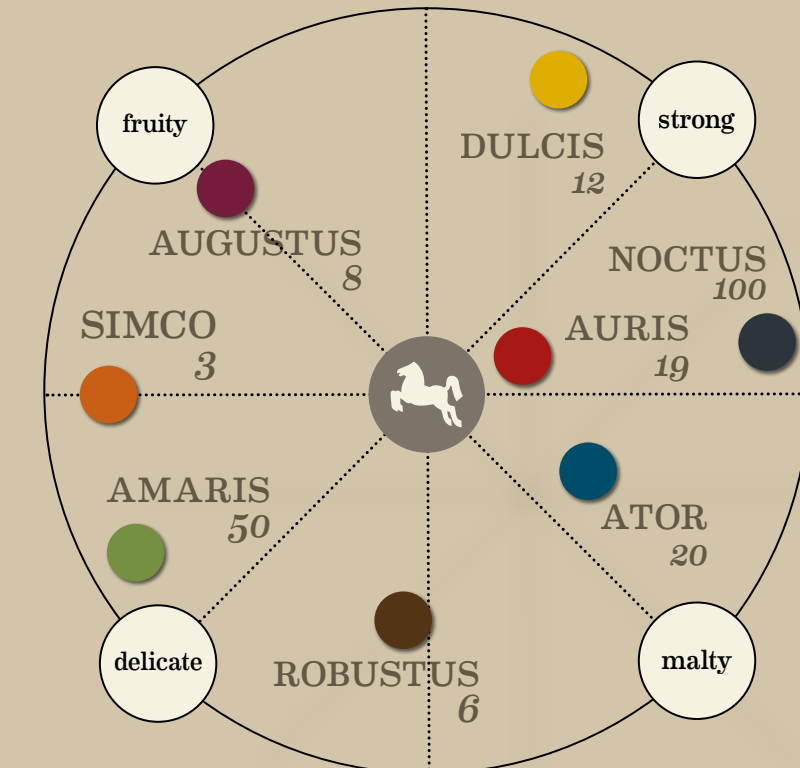 fruity
strong
DULCIS
12
AUGUSTUS
8
NOCTUS
100
SIMCO
3
AURIS
19
AMARIS
50
ATOR
20
delicate
ROBUSTUS
6
malty